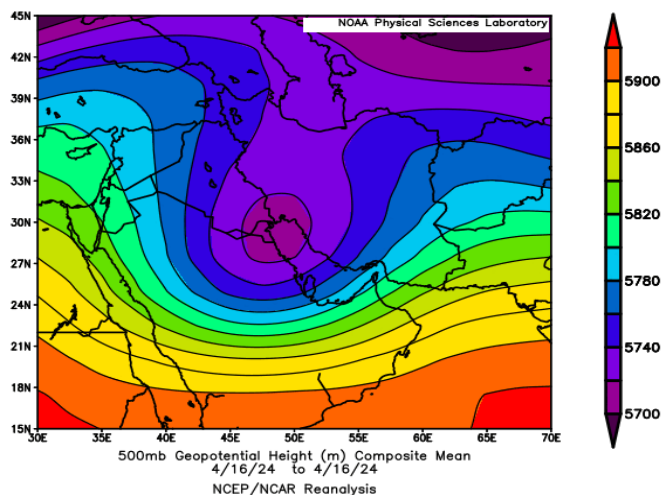 NOAA Physical Sciences Laboratory
45N
42N
39N
36N
33N
30N
27N
24N
21N
18N
15N
30E 35E 40E 45E 50E 55E 60E 65E 70E
5900
5860
5820
5780
5740
5700
500mb Geopotential Height (m) Composite Mean
4/16/24 to 4/16/24
NCEP/NCAR Reanalysis